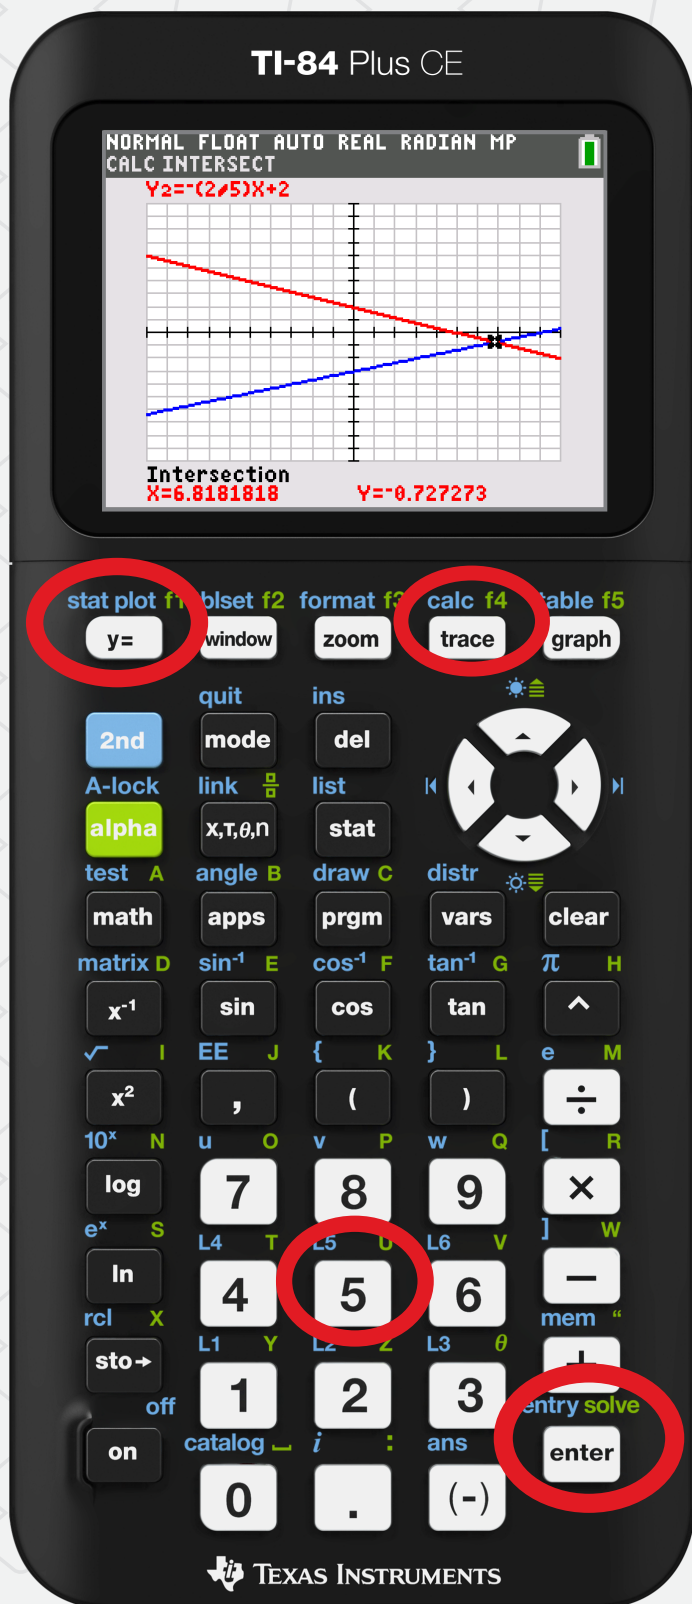 TI-84 Plus CE
NORMAL FLOAT AUTO REAL RADIAN MP
CALC INTERSECT
Y2=-(2/5)X+2
Intersection
X=6.8181818 Y=-0.727273
stat plot f1 tblset f2 format f3 calc f4 table f5
y= window zoom trace graph
quit ins
2nd mode del
A-lock link list
alpha X,T,θ,n stat
test A angle B draw C distr
math apps prgm vars clear
matrix D sin-1 E cos-1 F tan-1 G π H
x-1 sin cos tan ^
√ I EE J { K } L e M
x² , ( ) ÷
10ˣ N u O v P w Q [ R
log 7 8 9 ×
eˣ S L4 T L5 U L6 V ] W
ln 4 5 6 −
rcl X L1 Y L2 Z L3 θ mem “
sto→ 1 2 3 +
off catalog ⎵ i : ans entry solve
on 0 . (-) enter
TEXAS INSTRUMENTS